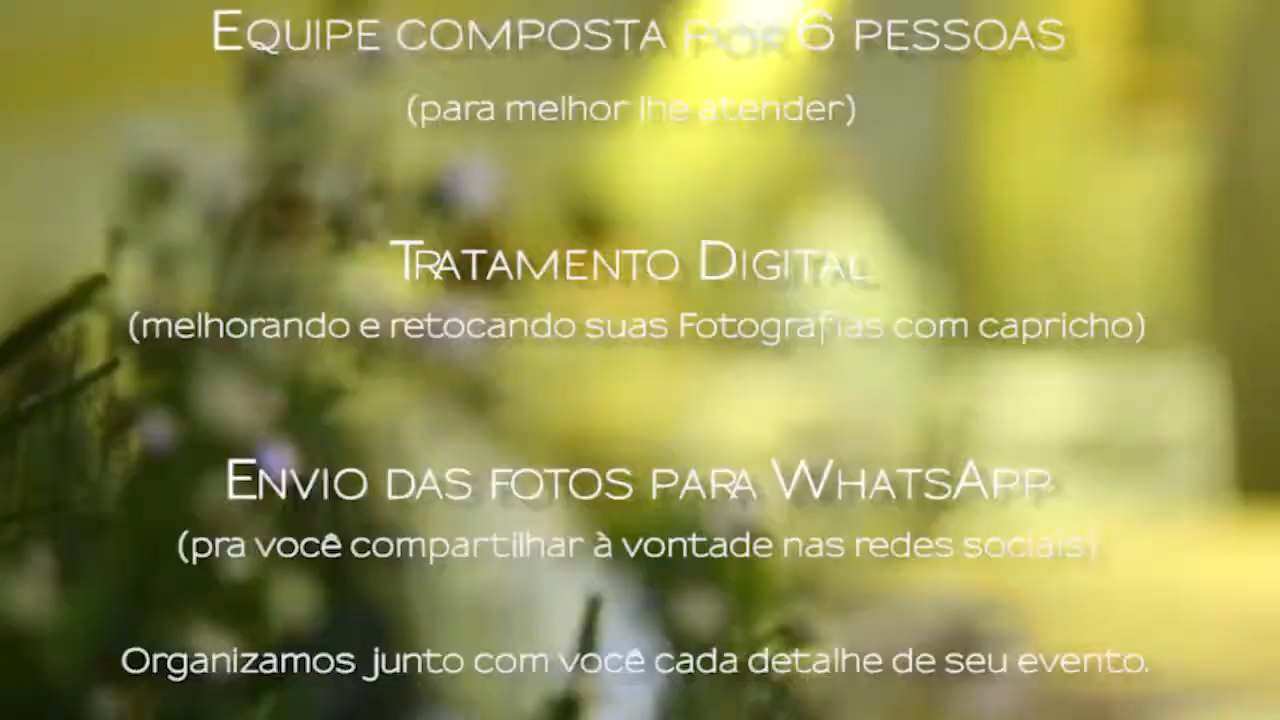 Equipe composta por 6 pessoas
(para melhor lhe atender)
Tratamento Digital
(melhorando e retocando suas Fotografias com capricho)
Envio das fotos para WhatsApp
(pra você compartilhar à vontade nas redes sociais)
Organizamos junto com você cada detalhe de seu evento.